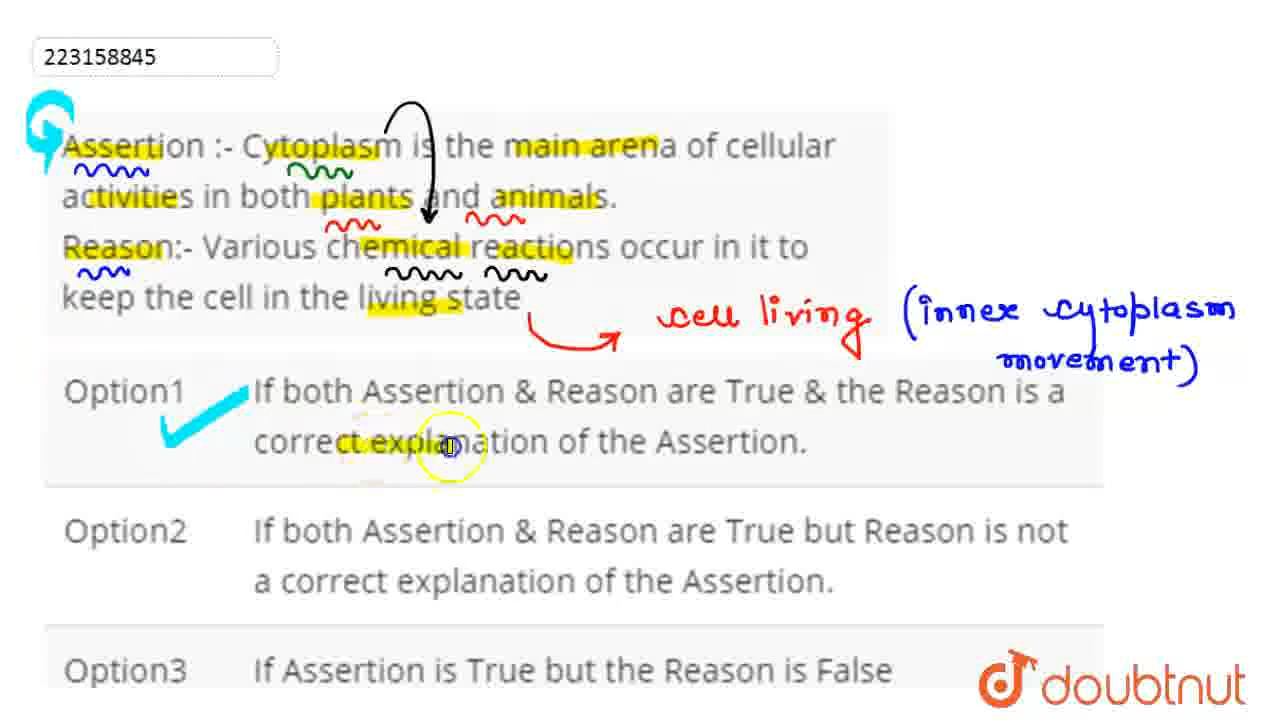 223158845
Assertion :- Cytoplasm is the main arena of cellular
activities in both plants and animals.
Reason:- Various chemical reactions occur in it to
keep the cell in the living state
cell living (inner cytoplasm
movement)
Option1 If both Assertion & Reason are True & the Reason is a
correct explanation of the Assertion.
Option2 If both Assertion & Reason are True but Reason is not
a correct explanation of the Assertion.
Option3 If Assertion is True but the Reason is False
doubtnut